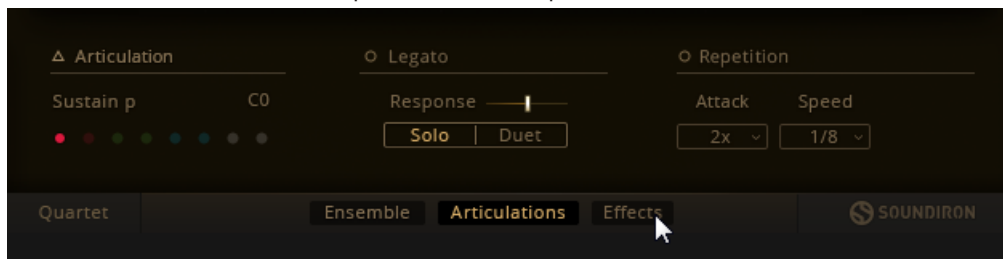 Articulation
Legato
Repetition
Sustain p C0
Response
Attack Speed
Solo | Duet
2x 1/8
Quartet
Ensemble Articulations Effects
SOUNDIRON